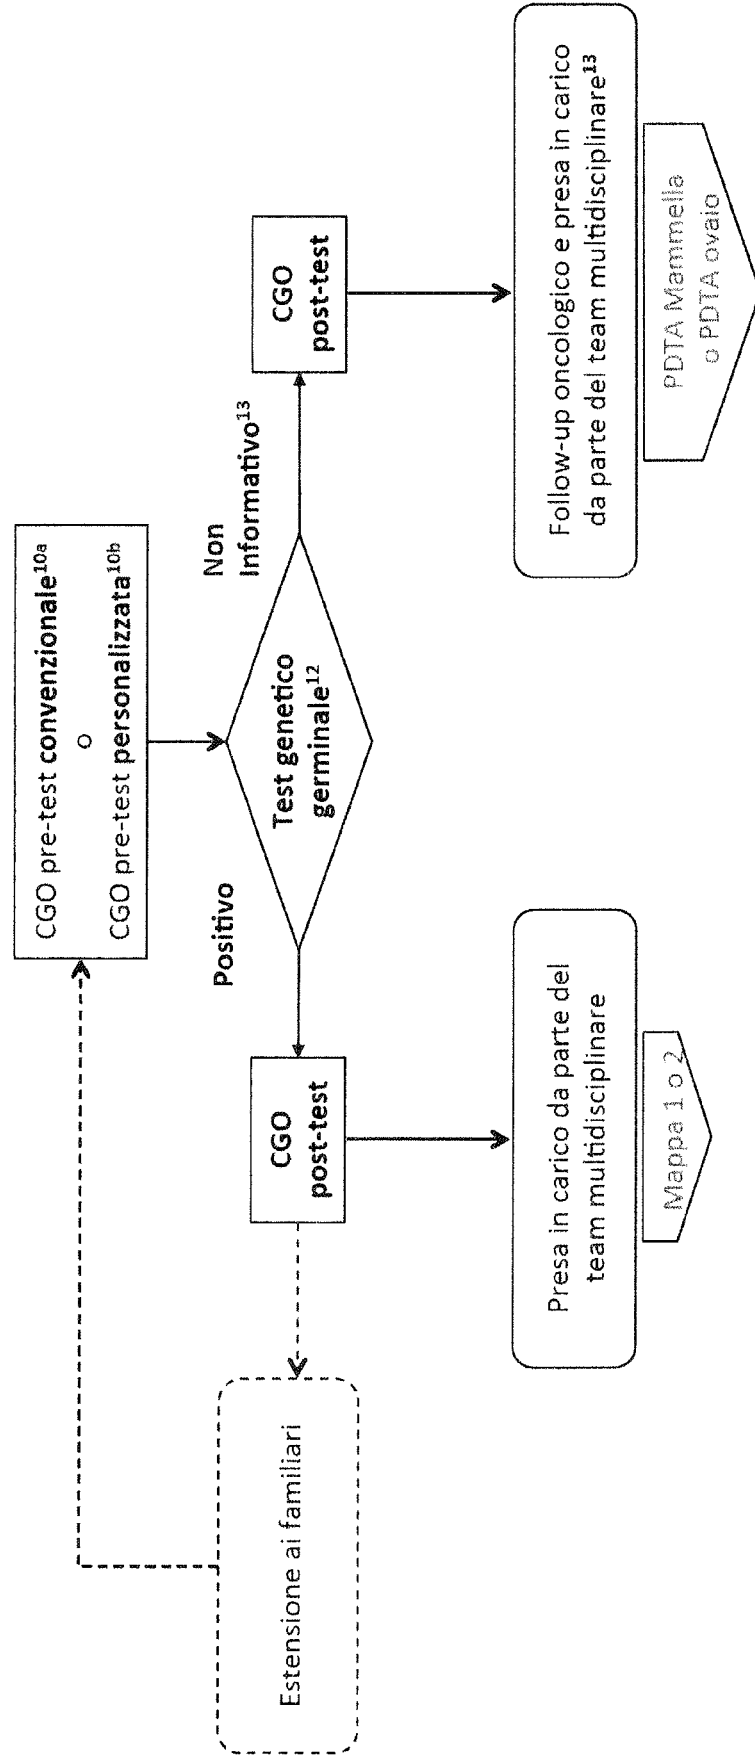 CGO pre-test convenzionale¹⁰ᵃ
O
CGO pre-test personalizzata¹⁰ᵇ
Positivo
Non
Informativo¹³
Test genetico
germinale¹²
Estensione ai familiari
CGO
post-test
CGO
post-test
Presa in carico da parte del
team multidisciplinare
Mappa 1 o 2
Follow-up oncologico e presa in carico
da parte del team multidisciplinare¹³
PDTA Mammella
o PDTA ovaio